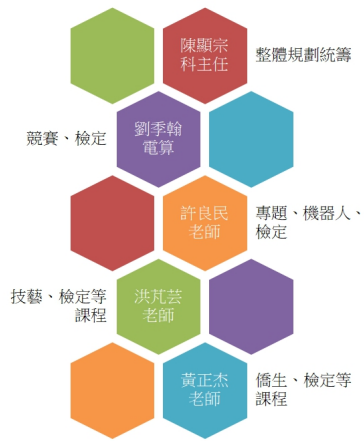 陳顯宗
科主任
整體規劃統籌
競賽、檢定
劉季翰
電算
許良民
老師
專題、機器人、
檢定
技藝、檢定等
課程
洪芃芸
老師
黃正杰
老師
僑生、檢定等
課程